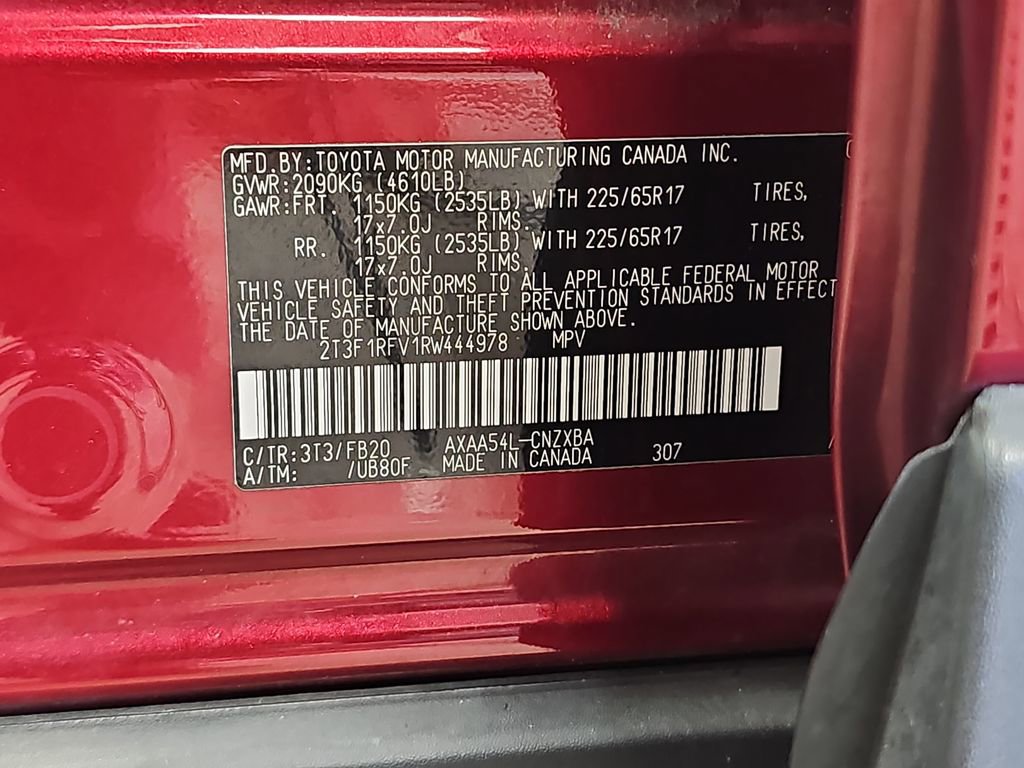 MFD.BY:TOYOTA MOTOR MANUFACTURING CANADA INC.
GVWR:2090KG (4610LB)
GAWR:FRT. 1150KG (2535LB) WITH 225/65R17 TIRES,
17x7.0J RIMS.
RR. 1150KG (2535LB) WITH 225/65R17 TIRES,
17x7.0J RIMS.
THIS VEHICLE CONFORMS TO ALL APPLICABLE FEDERAL MOTOR
VEHICLE SAFETY AND THEFT PREVENTION STANDARDS IN EFFECT
THE DATE OF MANUFACTURE SHOWN ABOVE.
2T3F1RFV1RW444978 MPV
C/TR:3T3/FB20 AXAA54L-CNZXBA
A/TM: /UB80F MADE IN CANADA 307